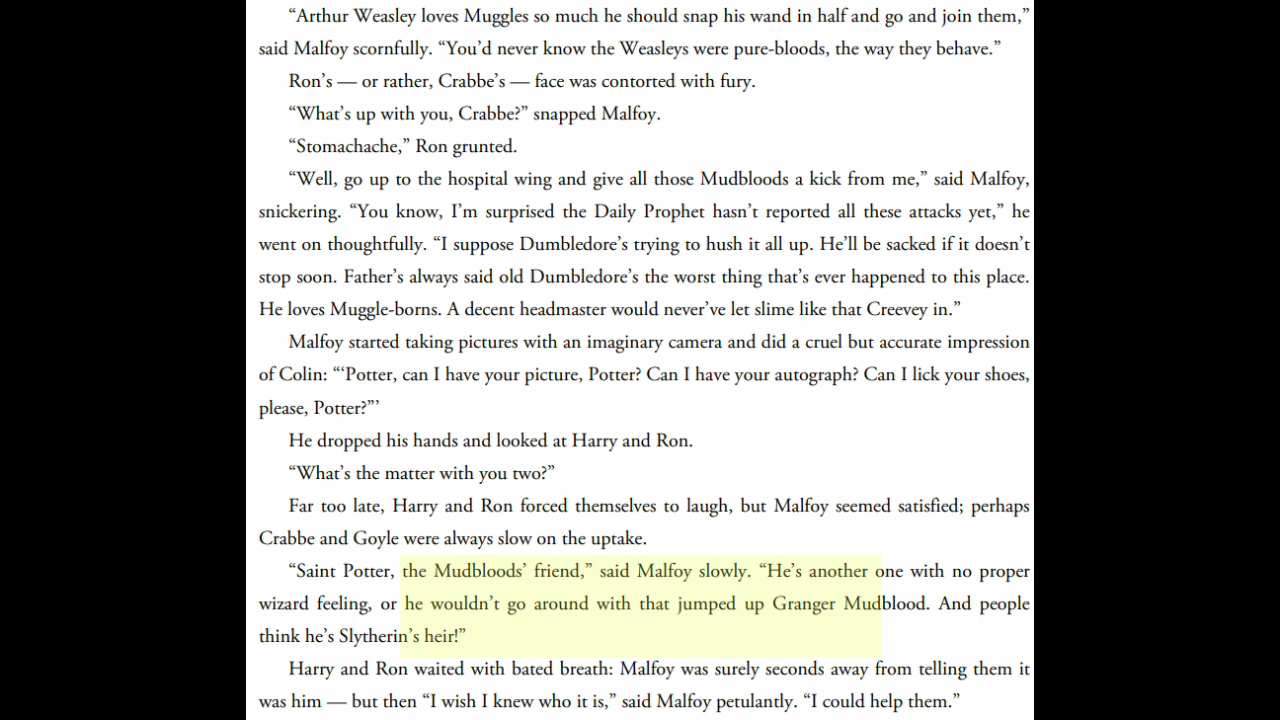 “Arthur Weasley loves Muggles so much he should snap his wand in half and go and join them,”
said Malfoy scornfully. “You’d never know the Weasleys were pure-bloods, the way they behave.”
Ron’s — or rather, Crabbe’s — face was contorted with fury.
“What’s up with you, Crabbe?” snapped Malfoy.
“Stomachache,” Ron grunted.
“Well, go up to the hospital wing and give all those Mudbloods a kick from me,” said Malfoy,
snickering. “You know, I’m surprised the Daily Prophet hasn’t reported all these attacks yet,” he
went on thoughtfully. “I suppose Dumbledore’s trying to hush it all up. He’ll be sacked if it doesn’t
stop soon. Father’s always said old Dumbledore’s the worst thing that’s ever happened to this place.
He loves Muggle-borns. A decent headmaster would never’ve let slime like that Creevey in.”
Malfoy started taking pictures with an imaginary camera and did a cruel but accurate impression
of Colin: “‘Potter, can I have your picture, Potter? Can I have your autograph? Can I lick your shoes,
please, Potter?”’
He dropped his hands and looked at Harry and Ron.
“What’s the matter with you two?”
Far too late, Harry and Ron forced themselves to laugh, but Malfoy seemed satisfied; perhaps
Crabbe and Goyle were always slow on the uptake.
“Saint Potter, the Mudbloods’ friend,” said Malfoy slowly. “He’s another one with no proper
wizard feeling, or he wouldn’t go around with that jumped up Granger Mudblood. And people
think he’s Slytherin’s heir!”
Harry and Ron waited with bated breath: Malfoy was surely seconds away from telling them it
was him — but then “I wish I knew who it is,” said Malfoy petulantly. “I could help them.”